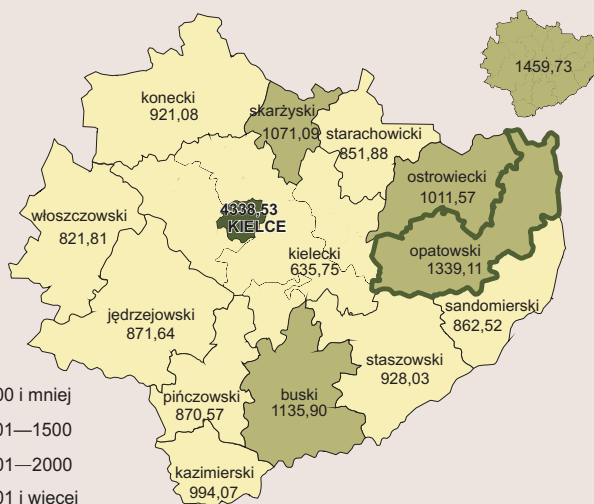 1459,73
konecki
921,08
skarżyski
1071,09
starachowicki
851,88
ostrowiecki
1011,57
włoszczowski
821,81
4338,53
KIELCE
kielecki
635,75
opatowski
1339,11
sandomierski
862,52
jędrzejowski
871,64
staszowski
928,03
pińczowski
870,57
buski
1135,90
kazimierski
994,07
00 i mniej
01—1500
01—2000
01 i więcej